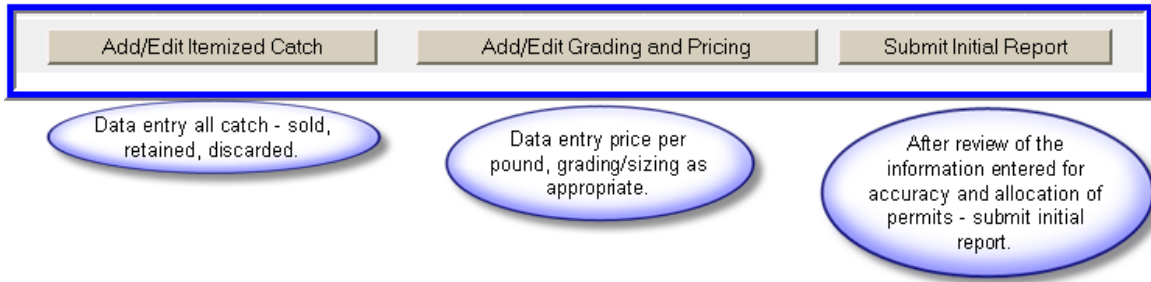 Add/Edit Itemized Catch
Add/Edit Grading and Pricing
Submit Initial Report
Data entry all catch - sold,
retained, discarded.
Data entry price per
pound, grading/sizing as
appropriate.
After review of the
information entered for
accuracy and allocation of
permits - submit initial
report.